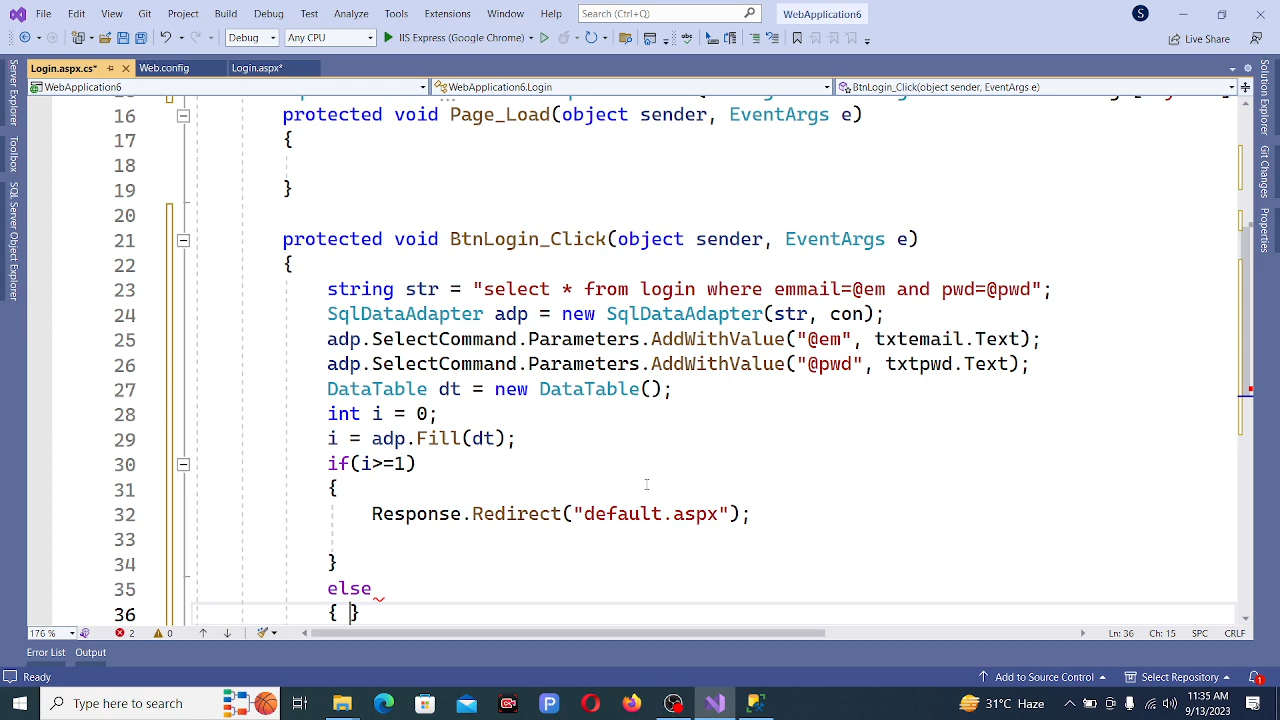 File Edit View Git Project Build Debug Test Analyze Tools Extensions Window Help Search (Ctrl+Q) WebApplication6 S
Debug Any CPU IIS Express (Google Chrome) Live Share
Login.aspx.cs* Web.config Login.aspx*
WebApplication6 WebApplication6.Login BtnLogin_Click(object sender, EventArgs e)
Server Explorer
Toolbox
SQL Server Object Explorer
Solution Explorer
Git Changes
Properties
16 protected void Page_Load(object sender, EventArgs e)
17 {
18
19 }
20
21 protected void BtnLogin_Click(object sender, EventArgs e)
22 {
23 string str = "select * from login where emmail=@em and pwd=@pwd";
24 SqlDataAdapter adp = new SqlDataAdapter(str, con);
25 adp.SelectCommand.Parameters.AddWithValue("@em", txtemail.Text);
26 adp.SelectCommand.Parameters.AddWithValue("@pwd", txtpwd.Text);
27 DataTable dt = new DataTable();
28 int i = 0;
29 i = adp.Fill(dt);
30 if(i>=1)
31 {
32 Response.Redirect("default.aspx");
33
34 }
35 else
36 { }
176 % 2 0 Ln: 36 Ch: 15 SPC CRLF
Error List Output
Ready Add to Source Control Select Repository 1
Type here to search 31°C Haze 11:35 AM
9/13/2023